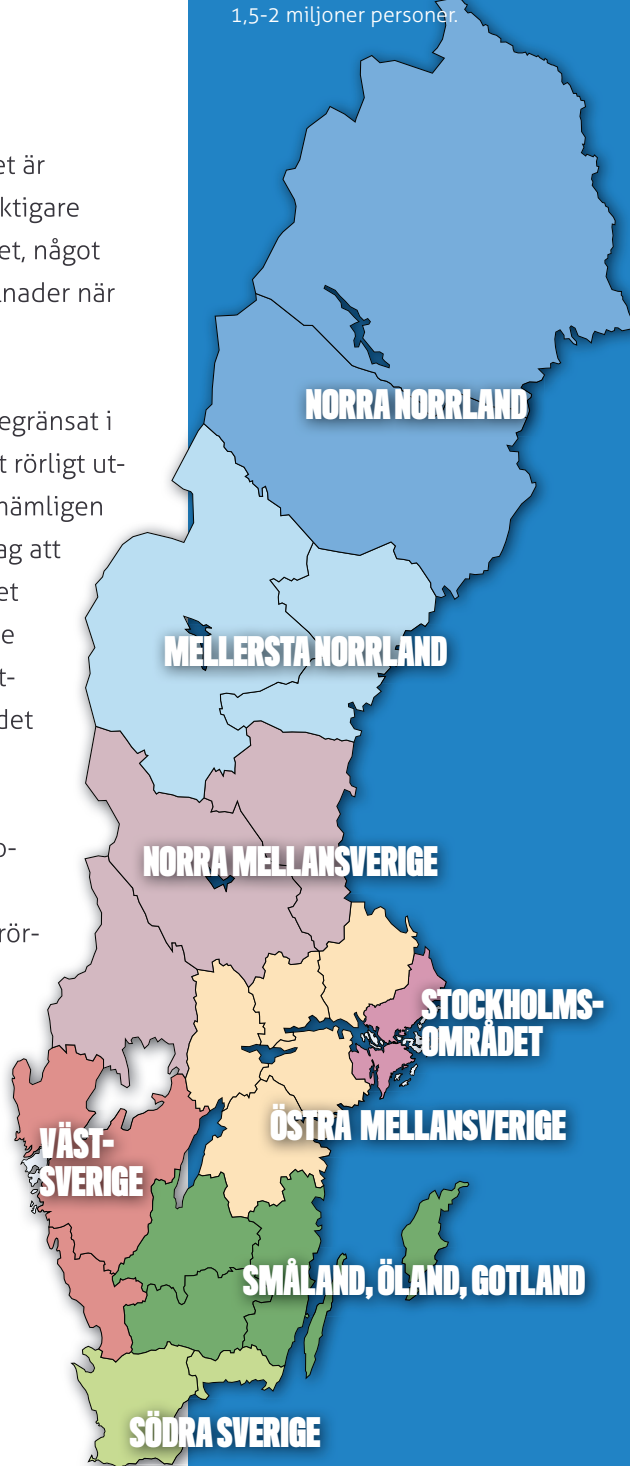 1,5-2 miljoner personer.
et är
ktigare
et, något
lnader när
egränsat i
t rörligt ut-
nämligen
ag att
et
e
t-
det
o-
rör-
NORRA NORRLAND
MELLERSTA NORRLAND
NORRA MELLANSVERIGE
STOCKHOLMS-
OMRÅDET
ÖSTRA MELLANSVERIGE
VÄST-
SVERIGE
SMÅLAND, ÖLAND, GOTLAND
SÖDRA SVERIGE